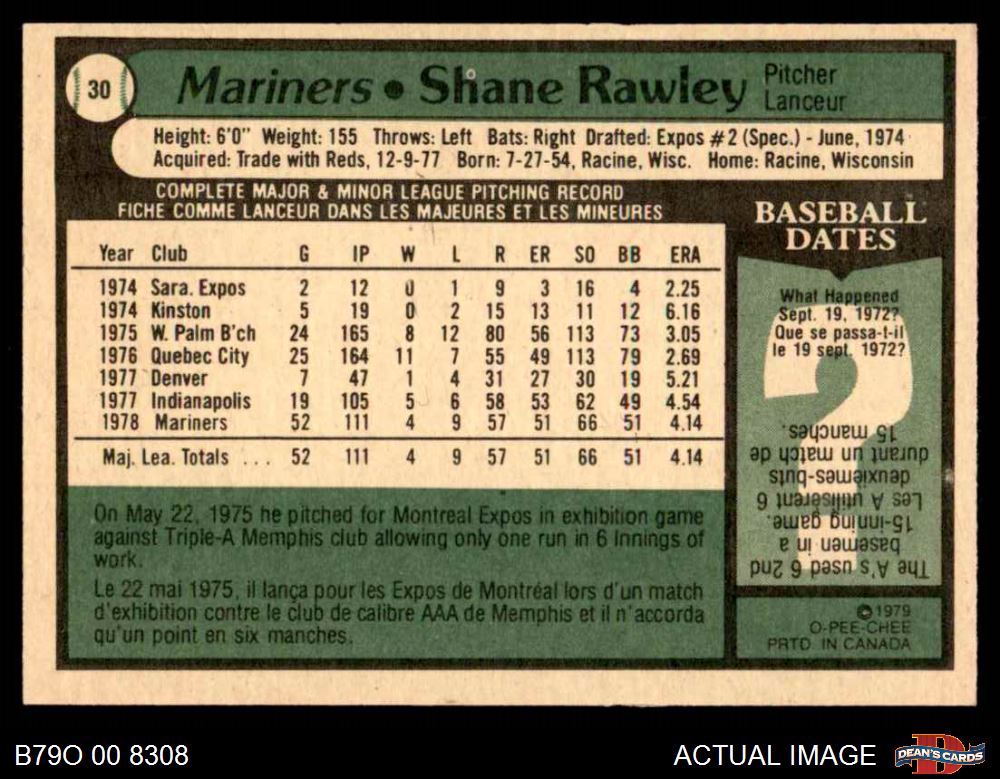 30 Mariners • Shane Rawley Pitcher
Lanceur
Height: 6'0" Weight: 155 Throws: Left Bats: Right Drafted: Expos #2 (Spec.) - June, 1974
Acquired: Trade with Reds, 12-9-77 Born: 7-27-54, Racine, Wisc. Home: Racine, Wisconsin
COMPLETE MAJOR & MINOR LEAGUE PITCHING RECORD
FICHE COMME LANCEUR DANS LES MAJEURES ET LES MINEURES
Year Club G IP W L R ER SO BB ERA
1974 Sara. Expos 2 12 0 1 9 3 16 4 2.25
1974 Kinston 5 19 0 2 15 13 11 12 6.16
1975 W. Palm B'ch 24 165 8 12 80 56 113 73 3.05
1976 Quebec City 25 164 11 7 55 49 113 79 2.69
1977 Denver 7 47 1 4 31 27 30 19 5.21
1977 Indianapolis 19 105 5 6 58 53 62 49 4.54
1978 Mariners 52 111 4 9 57 51 66 51 4.14
Maj. Lea. Totals ... 52 111 4 9 57 51 66 51 4.14
On May 22, 1975 he pitched for Montreal Expos in exhibition game
against Triple-A Memphis club allowing only one run in 6 innings of
work.
Le 22 mai 1975, il lança pour les Expos de Montréal lors d'un match
d'exhibition contre le club de calibre AAA de Memphis et il n'accorda
qu'un point en six manches.
BASEBALL
DATES
What Happened
Sept. 19, 1972?
Que se passa-t-il
le 19 sept. 1972?
The A's used 6 2nd
basemen in a
15-inning game.
Les A utilisèrent 6
deuxièmes-buts
durant un match de
15 manches.
©1979
O-PEE-CHEE
PRTD. IN CANADA
B79O 00 8308
ACTUAL IMAGE
DEAN'S CARDS